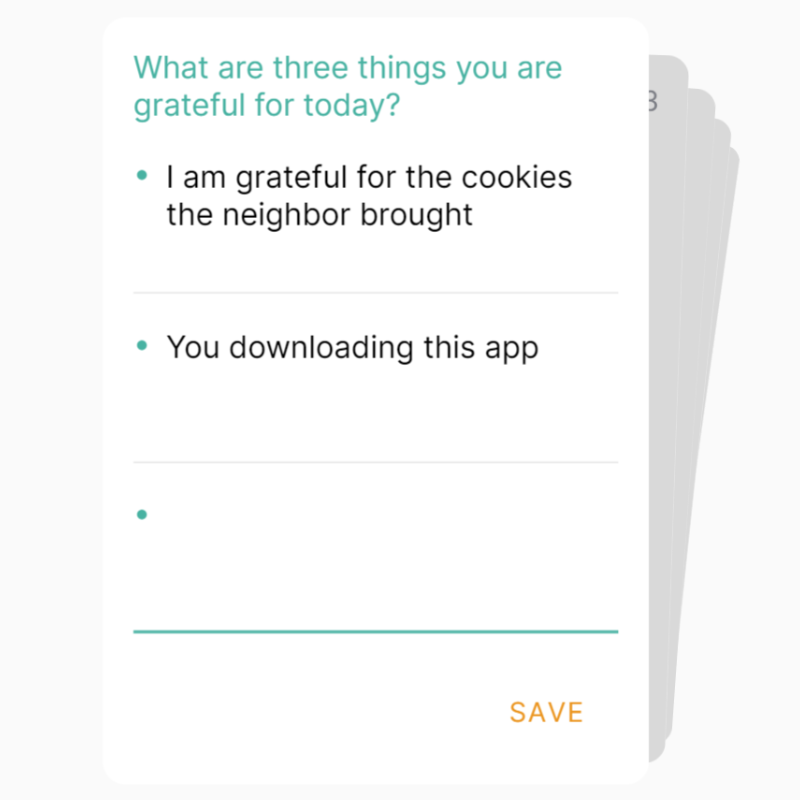 What are three things you are
grateful for today?
3
I am grateful for the cookies
the neighbor brought
You downloading this app
SAVE